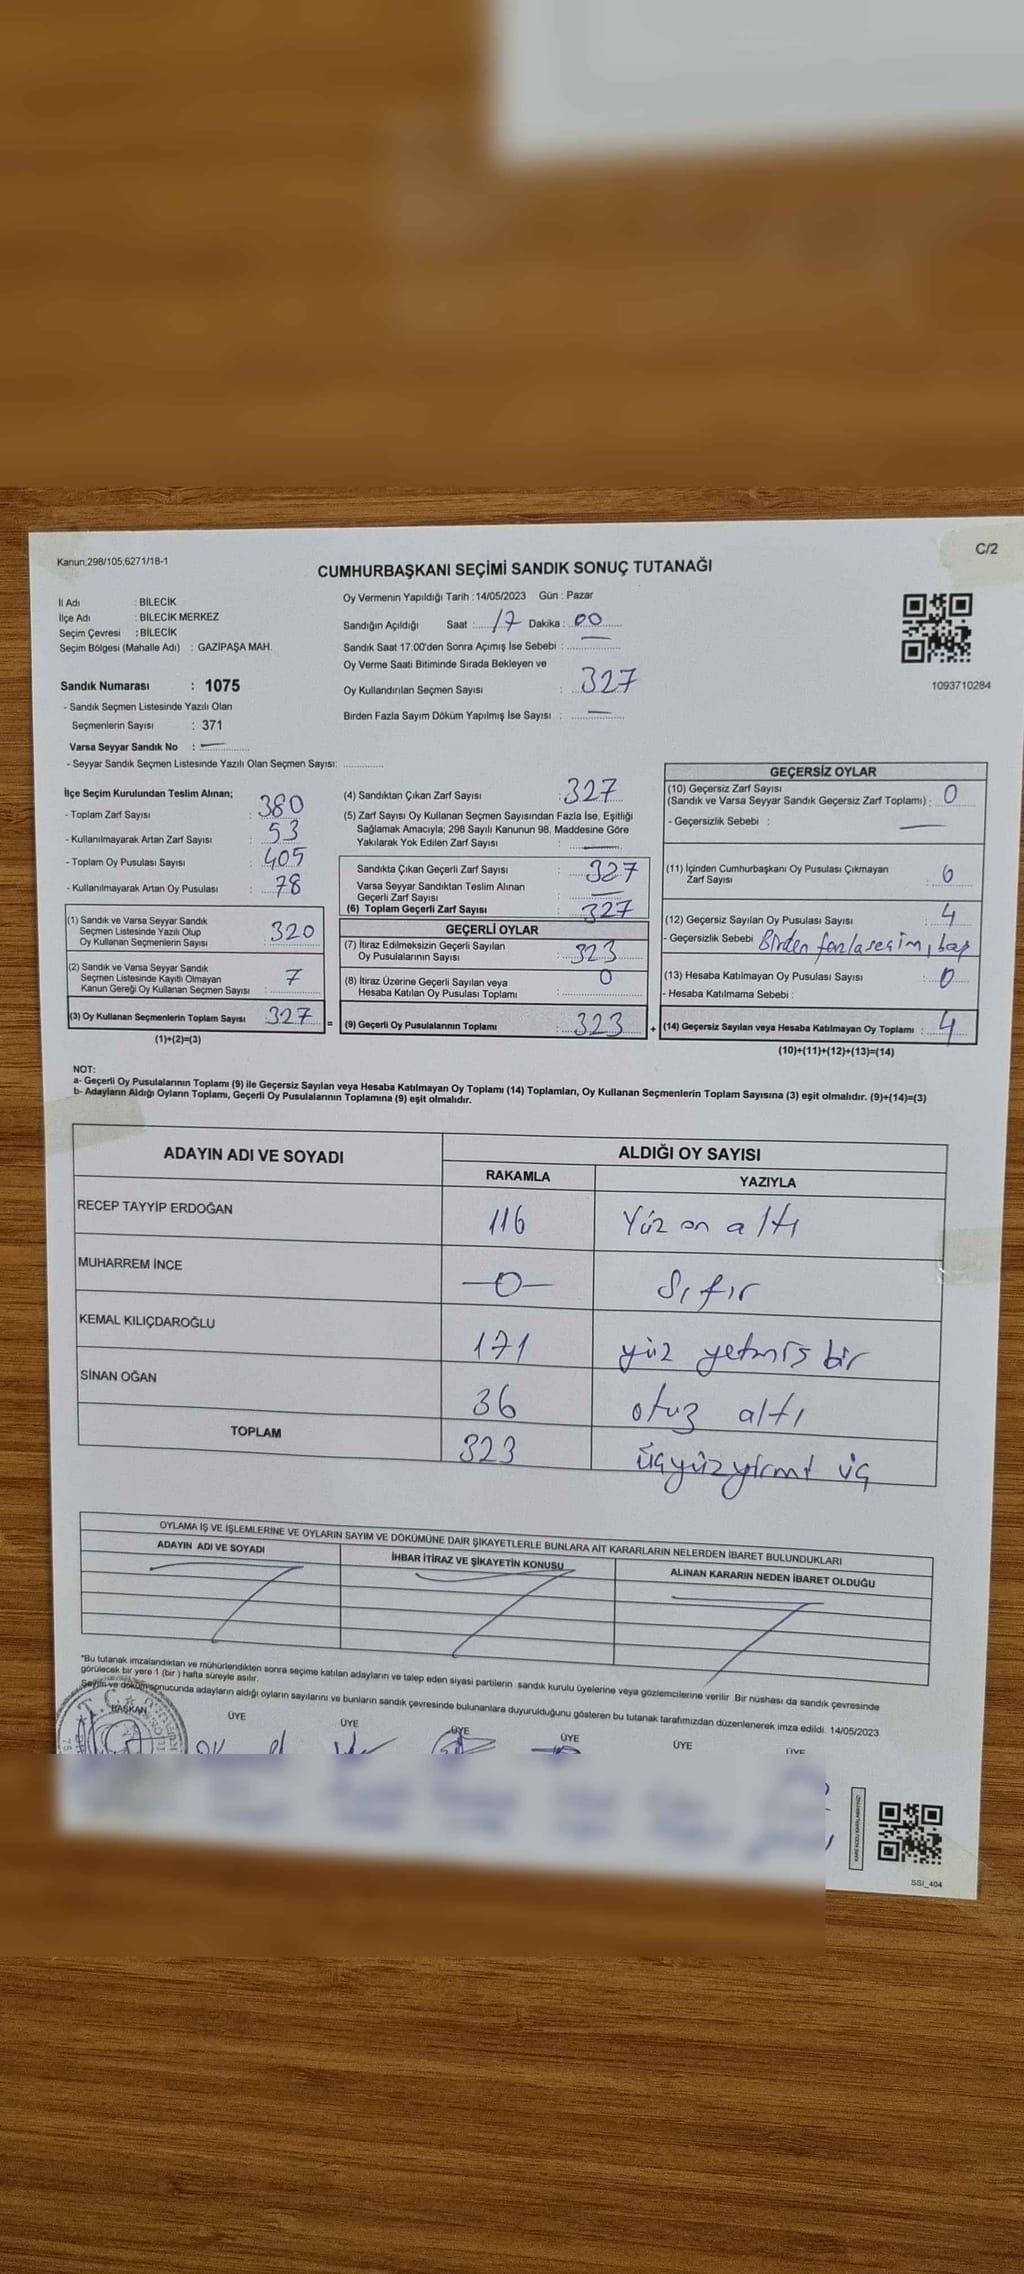 Kanun;298/105;6271/18-1
C/2
CUMHURBAŞKANI SEÇİMİ SANDIK SONUÇ TUTANAĞI
İl Adı : BİLECİK
İlçe Adı : BİLECİK MERKEZ
Seçim Çevresi : BİLECİK
Seçim Bölgesi (Mahalle Adı) : GAZİPAŞA MAH.
Sandık Numarası : 1075
- Sandık Seçmen Listesinde Yazılı Olan
Seçmenlerin Sayısı : 371
Varsa Seyyar Sandık No : —
- Seyyar Sandık Seçmen Listesinde Yazılı Olan Seçmen Sayısı:
Oy Vermenin Yapıldığı Tarih : 14/05/2023 Gün : Pazar
Sandığın Açıldığı Saat : 17 Dakika : 00
Sandık Saat 17:00'den Sonra Açımış İse Sebebi : —
Oy Verme Saati Bitiminde Sırada Bekleyen ve
Oy Kullandırılan Seçmen Sayısı : 327
Birden Fazla Sayım Döküm Yapılmış İse Sayısı : —
1093710284
İlçe Seçim Kurulundan Teslim Alınan;
- Toplam Zarf Sayısı : 380
- Kullanılmayarak Artan Zarf Sayısı : 53
- Toplam Oy Pusulası Sayısı : 405
- Kullanılmayarak Artan Oy Pusulası : 78
(1) Sandık ve Varsa Seyyar Sandık
Seçmen Listesinde Yazılı Olup
Oy Kullanan Seçmenlerin Sayısı : 320
(2) Sandık ve Varsa Seyyar Sandık
Seçmen Listesinde Kayıtlı Olmayan
Kanun Gereği Oy Kullanan Seçmen Sayısı : 7
(3) Oy Kullanan Seçmenlerin Toplam Sayısı : 327
(1)+(2)=(3)
(4) Sandıktan Çıkan Zarf Sayısı : 327
(5) Zarf Sayısı Oy Kullanan Seçmen Sayısından Fazla İse, Eşitliği
Sağlamak Amacıyla; 298 Sayılı Kanunun 98. Maddesine Göre
Yakılarak Yok Edilen Zarf Sayısı : —
Sandıkta Çıkan Geçerli Zarf Sayısı : 327
Varsa Seyyar Sandıktan Teslim Alınan
Geçerli Zarf Sayısı : —
(6) Toplam Geçerli Zarf Sayısı : 327
GEÇERLİ OYLAR
(7) İtiraz Edilmeksizin Geçerli Sayılan
Oy Pusulalarının Sayısı : 323
(8) İtiraz Üzerine Geçerli Sayılan veya
Hesaba Katılan Oy Pusulası Toplamı : 0
= (9) Geçerli Oy Pusulalarının Toplamı : 323
GEÇERSİZ OYLAR
(10) Geçersiz Zarf Sayısı
(Sandık ve Varsa Seyyar Sandık Geçersiz Zarf Toplamı) : 0
- Geçersizlik Sebebi : —
(11) İçinden Cumhurbaşkanı Oy Pusulası Çıkmayan
Zarf Sayısı : 0
(12) Geçersiz Sayılan Oy Pusulası Sayısı : 4
- Geçersizlik Sebebi Birden fazla seçim,
(13) Hesaba Katılmayan Oy Pusulası Sayısı : 0
- Hesaba Katılmama Sebebi :
+ (14) Geçersiz Sayılan veya Hesaba Katılmayan Oy Toplamı : 4
(10)+(11)+(12)+(13)=(14)
NOT:
a- Geçerli Oy Pusulalarının Toplamı (9) ile Geçersiz Sayılan veya Hesaba Katılmayan Oy Toplamı (14) Toplamları, Oy Kullanan Seçmenlerin Toplam Sayısına (3) eşit olmalıdır. (9)+(14)=(3)
b- Adayların Aldığı Oyların Toplamı, Geçerli Oy Pusulalarının Toplamına (9) eşit olmalıdır.
ADAYIN ADI VE SOYADI
ALDIĞI OY SAYISI
RAKAMLA YAZIYLA
RECEP TAYYİP ERDOĞAN 116 Yüz on altı
MUHARREM İNCE —0— Sıfır
KEMAL KILIÇDAROĞLU 171 yüz yetmiş bir
SİNAN OĞAN 36 otuz altı
TOPLAM 323 üçyüzyirmi üç
OYLAMA İŞ VE İŞLEMLERİNE VE OYLARIN SAYIM VE DÖKÜMÜNE DAİR ŞİKAYETLERLE BUNLARA AİT KARARLARIN NELERDEN İBARET BULUNDUKLARI
ADAYIN ADI VE SOYADI İHBAR İTİRAZ VE ŞİKAYETİN KONUSU ALINAN KARARIN NEDEN İBARET OLDUĞU
*Bu tutanak imzalandıktan ve mühürlendikten sonra seçime katılan adayların ve talep eden siyasi partilerin sandık kurulu üyelerine veya gözlemcilerine verilir. Bir nüshası da sandık çevresinde
görülecek bir yere 1 (bir ) hafta süreyle asılır.
Sayım ve döküm sonucunda adayların aldığı oyların sayılarını ve bunların sandık çevresinde bulunanlara duyurulduğunu gösteren bu tutanak tarafımızdan düzenlenerek imza edildi. 14/05/2023
BAŞKAN ÜYE ÜYE ÜYE ÜYE ÜYE ÜYE
SSI_404